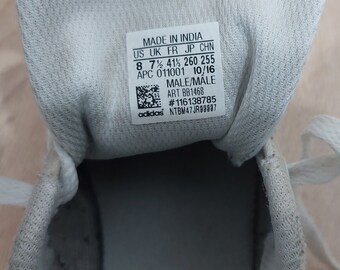 MADE IN INDIA
US UK FR JP CHN
8 7½ 41⅓ 260 255
APC 011001 10/16
MALE/MALE
ART BB1468
#116138785
adidas NTBM47JR99997